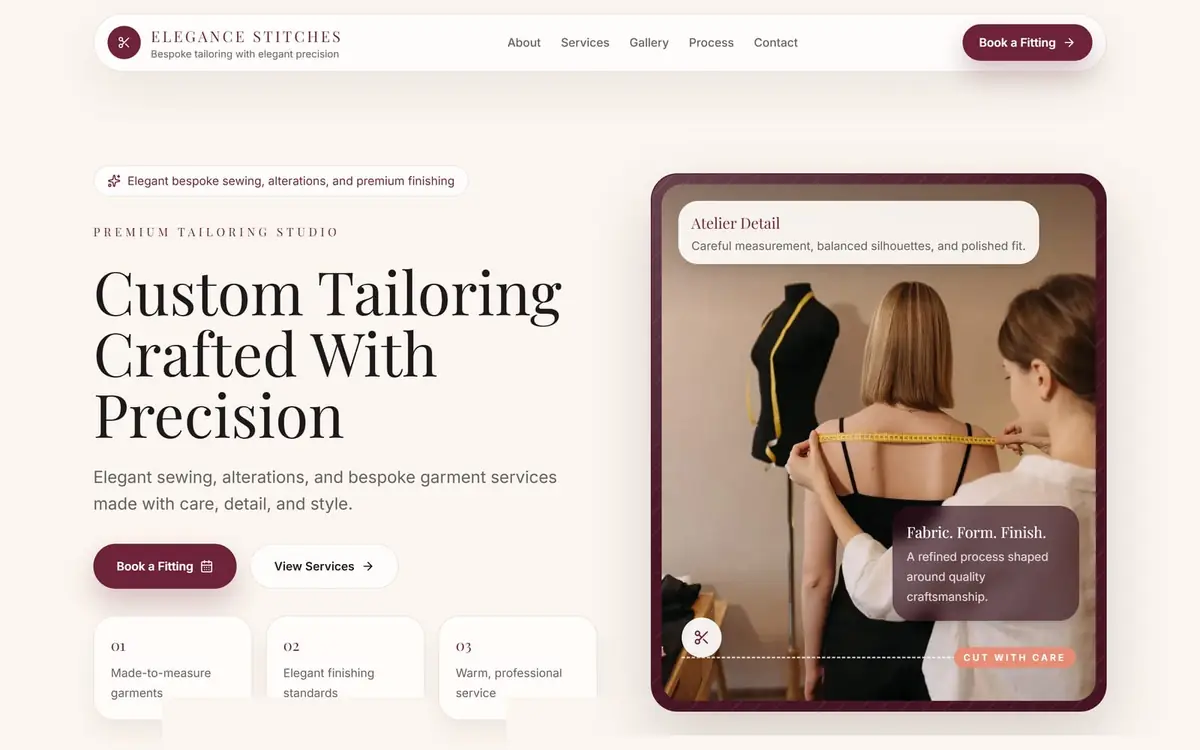 ELEGANCE STITCHES
Bespoke tailoring with elegant precision
About
Services
Gallery
Process
Contact
Book a Fitting
Elegant bespoke sewing, alterations, and premium finishing
PREMIUM TAILORING STUDIO
Custom Tailoring
Crafted With
Precision
Elegant sewing, alterations, and bespoke garment services
made with care, detail, and style.
Book a Fitting
View Services
01
Made-to-measure
garments
02
Elegant finishing
standards
03
Warm, professional
service
Atelier Detail
Careful measurement, balanced silhouettes, and polished fit.
Fabric. Form. Finish.
A refined process shaped
around quality
craftsmanship.
CUT WITH CARE